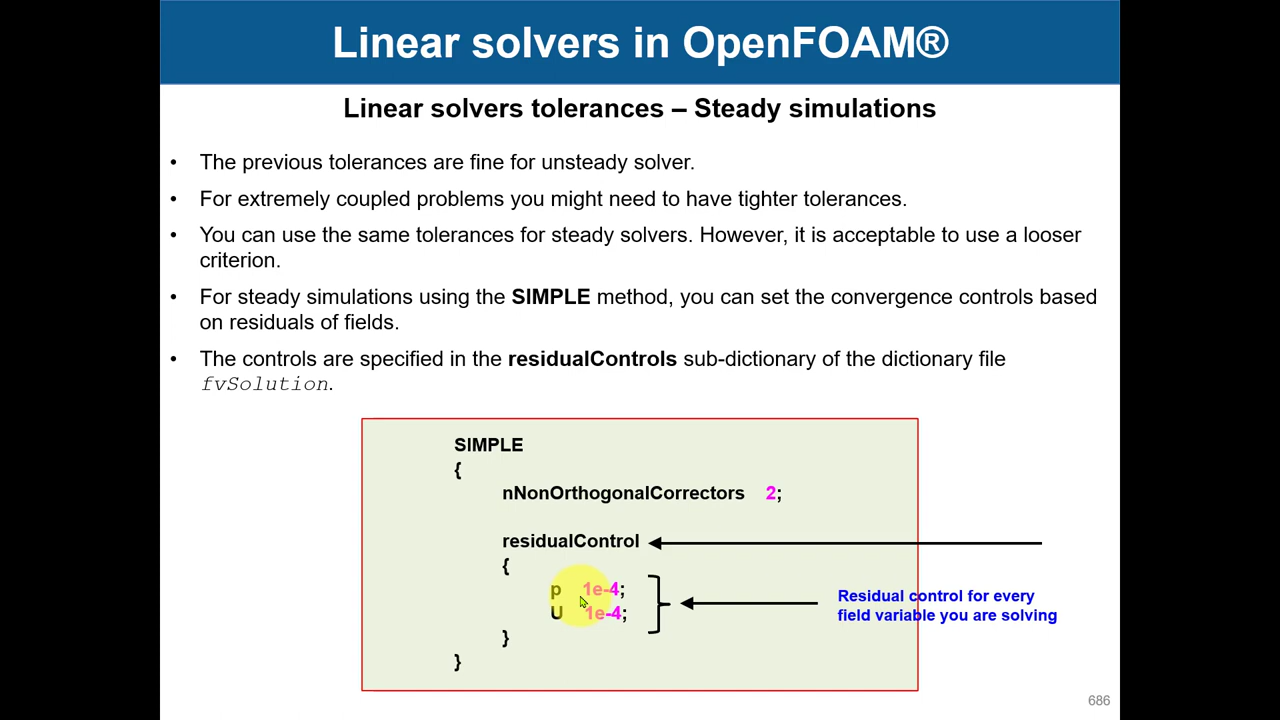 Linear solvers in OpenFOAM®
Linear solvers tolerances – Steady simulations
• The previous tolerances are fine for unsteady solver.
• For extremely coupled problems you might need to have tighter tolerances.
• You can use the same tolerances for steady solvers. However, it is acceptable to use a looser
criterion.
• For steady simulations using the SIMPLE method, you can set the convergence controls based
on residuals of fields.
• The controls are specified in the residualControls sub-dictionary of the dictionary file
fvSolution.
SIMPLE
{
nNonOrthogonalCorrectors 2;
residualControl
{
p 1e-4;
U 1e-4;
}
}
Residual control for every
field variable you are solving
686